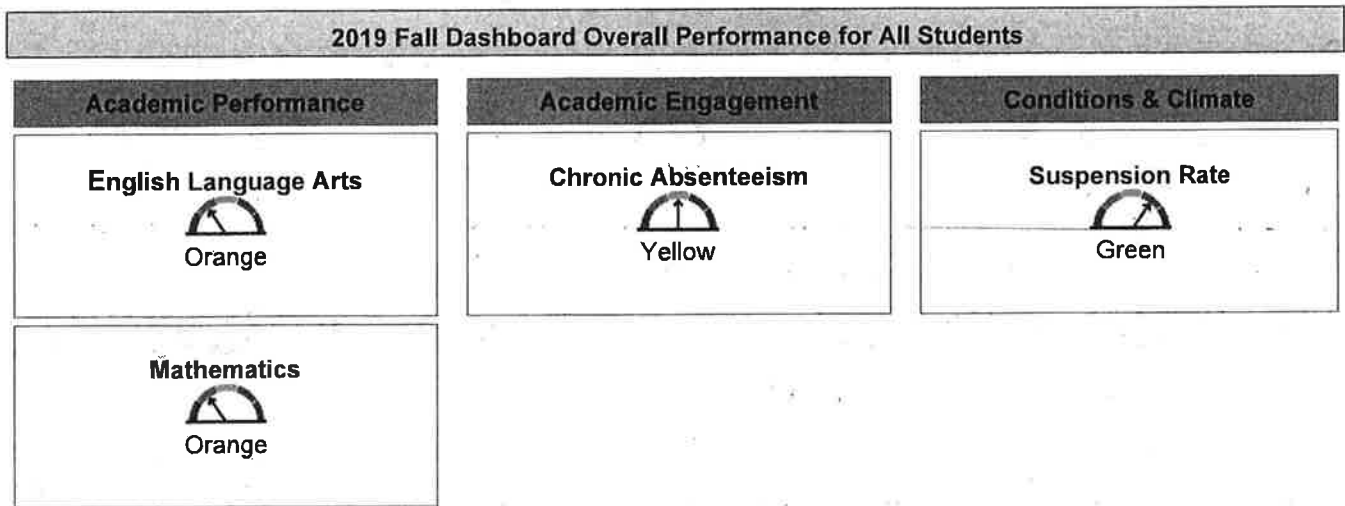 2019 Fall Dashboard Overall Performance for All Students
Academic Performance
English Language Arts
Orange
Mathematics
Orange
Academic Engagement
Chronic Absenteeism
Yellow
Conditions & Climate
Suspension Rate
Green